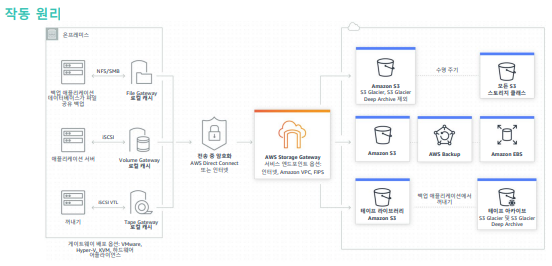 작동 원리
온프레미스
NFS/SMB
백업 애플리케이션
데이터베이스가 파일
공유 백업
File Gateway
로컬 캐시
iSCSI
애플리케이션 서버
Volume Gateway
로컬 캐시
iSCSI VTL
꺼내기
Tape Gateway
로컬 캐시
게이트웨이 배포 옵션: VMware,
Hyper-V, KVM, 하드웨어
어플라이언스
전송 중 암호화
AWS Direct Connect
또는 인터넷
AWS Storage Gateway
서비스 엔드포인트 옵션:
인터넷, Amazon VPC, FIPS
Amazon S3
S3 Glacier, S3 Glacier
Deep Archive 제외
수명 주기
모든 S3
스토리지 클래스
Amazon S3
AWS Backup
Amazon EBS
테이프 라이브러리
Amazon S3
백업 애플리케이션에서
꺼내기
테이프 아카이브
S3 Glacier 및 S3 Glacier
Deep Archive